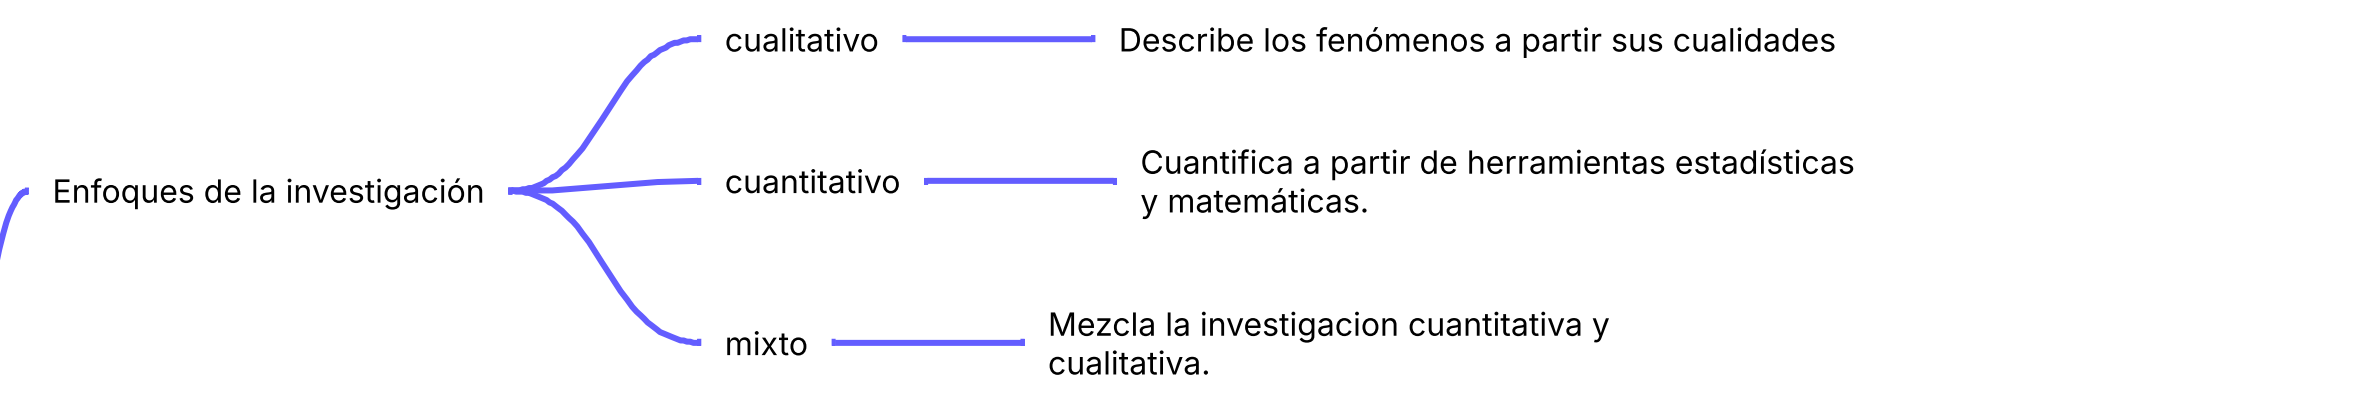 cualitativo
Describe los fenómenos a partir sus cualidades
Enfoques de la investigación
cuantitativo
Cuantifica a partir de herramientas estadísticas
y matemáticas.
mixto
Mezcla la investigacion cuantitativa y
cualitativa.